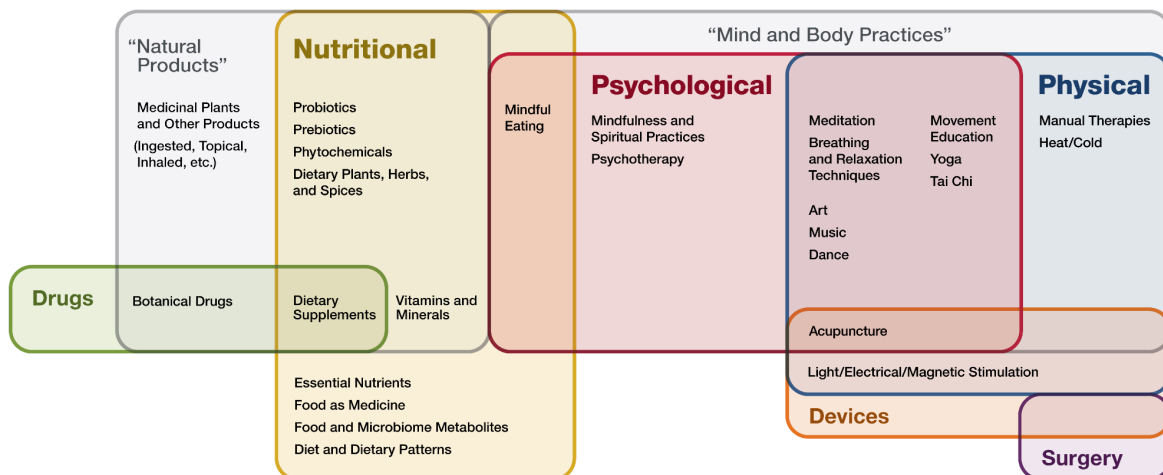 “Natural
Products”
Medicinal Plants
and Other Products
(Ingested, Topical,
Inhaled, etc.)
Nutritional
Probiotics
Prebiotics
Phytochemicals
Dietary Plants, Herbs,
and Spices
“Mind and Body Practices”
Mindful
Eating
Psychological
Mindfulness and
Spiritual Practices
Psychotherapy
Meditation
Breathing
and Relaxation
Techniques
Art
Music
Dance
Movement
Education
Yoga
Tai Chi
Physical
Manual Therapies
Heat/Cold
Drugs
Botanical Drugs
Dietary
Supplements
Vitamins and
Minerals
Acupuncture
Light/Electrical/Magnetic Stimulation
Essential Nutrients
Food as Medicine
Food and Microbiome Metabolites
Diet and Dietary Patterns
Devices
Surgery